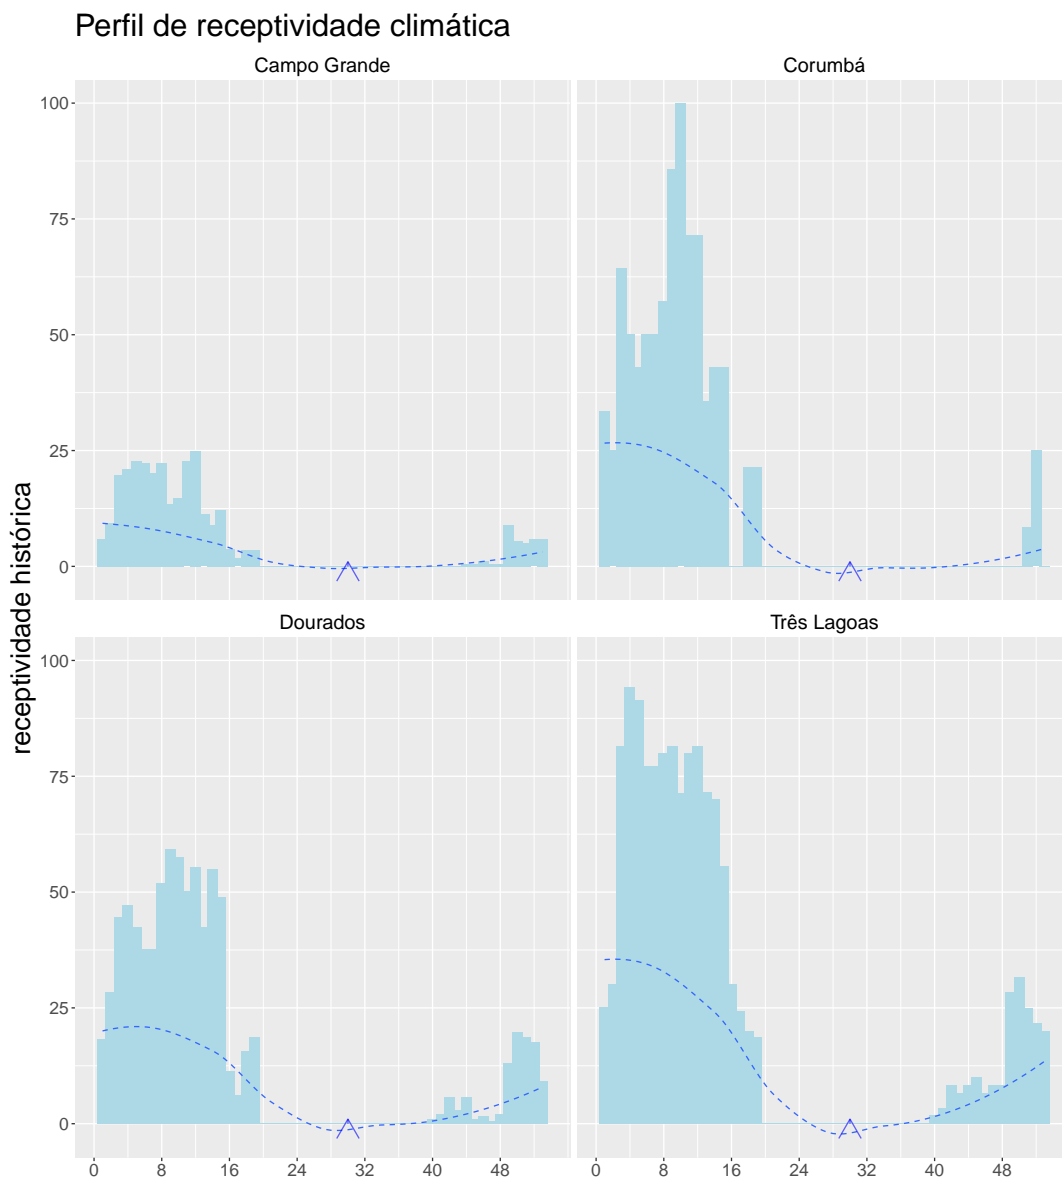 Perfil de receptividade climática
Campo Grande
Corumbá
100
75
50
25
0
receptividade histórica
Dourados
Três Lagoas
100
75
50
25
0
0 8 16 24 32 40 48
0 8 16 24 32 40 48